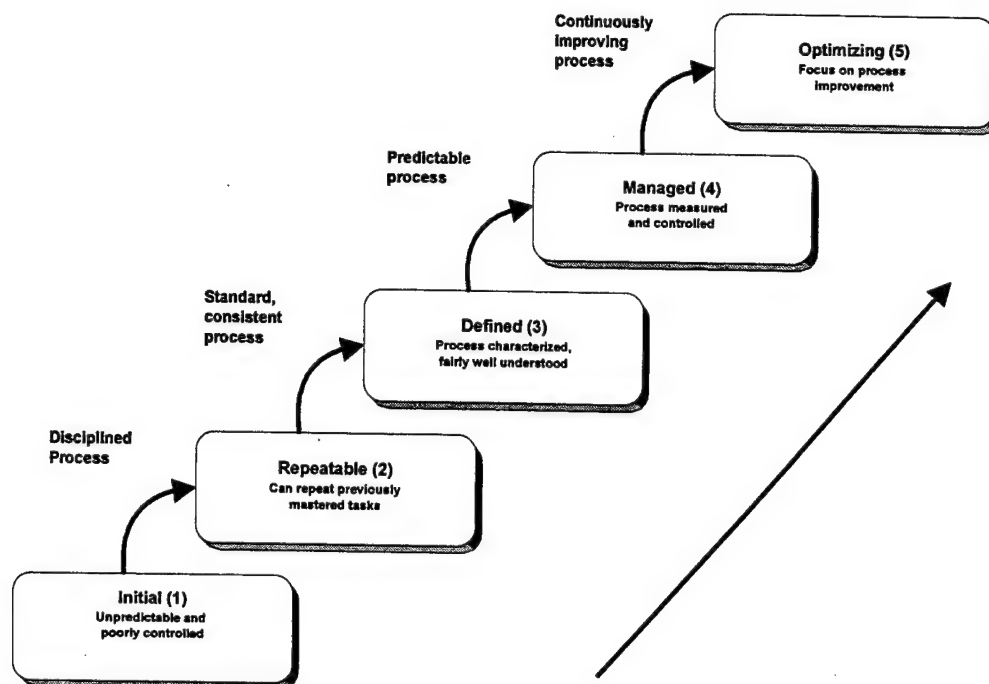 Continuously
improving
process
Optimizing (5)
Focus on process
improvement
Predictable
process
Managed (4)
Process measured
and controlled
Standard,
consistent
process
Defined (3)
Process characterized,
fairly well understood
Disciplined
Process
Repeatable (2)
Can repeat previously
mastered tasks
Initial (1)
Unpredictable and
poorly controlled